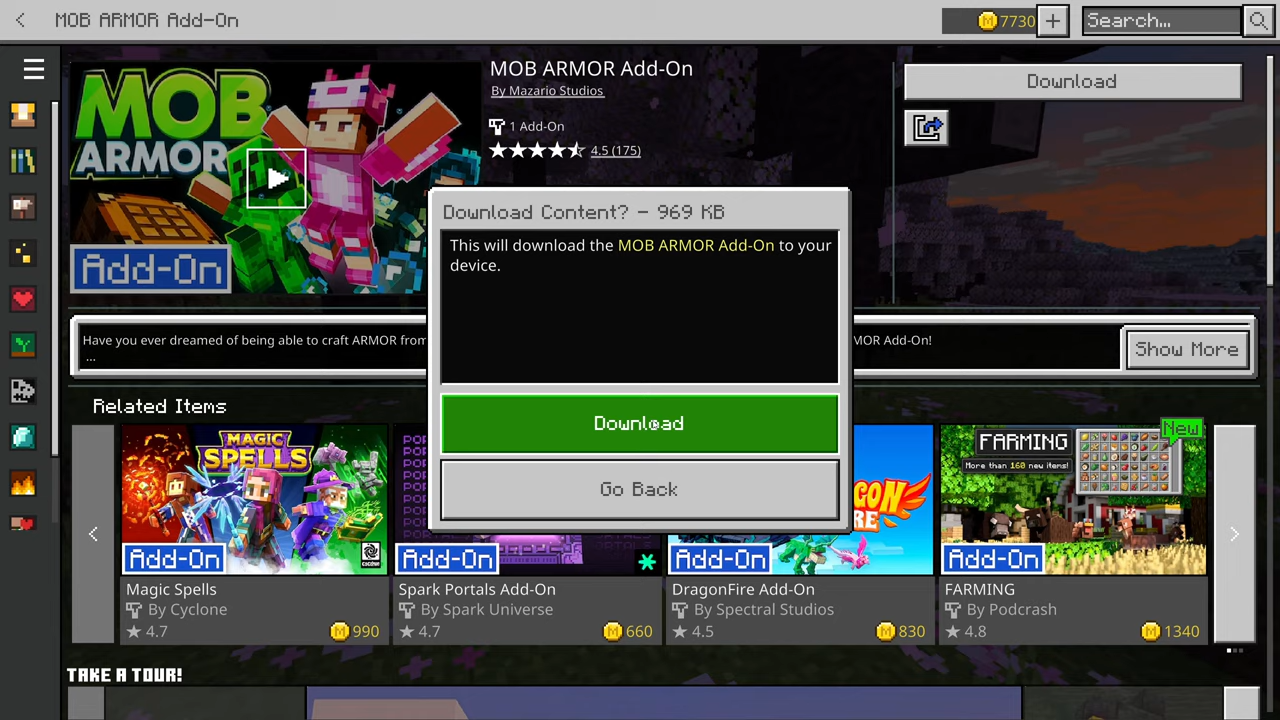 MOB ARMOR Add-On
7730
Search...
MOB
ARMOR
Add-On
MOB ARMOR Add-On
By Mazario Studios
1 Add-On
4.5 (175)
Download
Download Content? - 969 KB
This will download the MOB ARMOR Add-On to your
device.
Download
Go Back
Have you ever dreamed of being able to craft ARMOR from
MOR Add-On!
...
Show More
Related Items
MAGIC
SPELLS
Add-On
Magic Spells
By Cyclone
4.7
990
Add-On
Spark Portals Add-On
By Spark Universe
4.7
660
Add-On
DragonFire Add-On
By Spectral Studios
4.5
830
New
FARMING
More than 160 new items!
Add-On
FARMING
By Podcrash
4.8
1340
TAKE A TOUR!